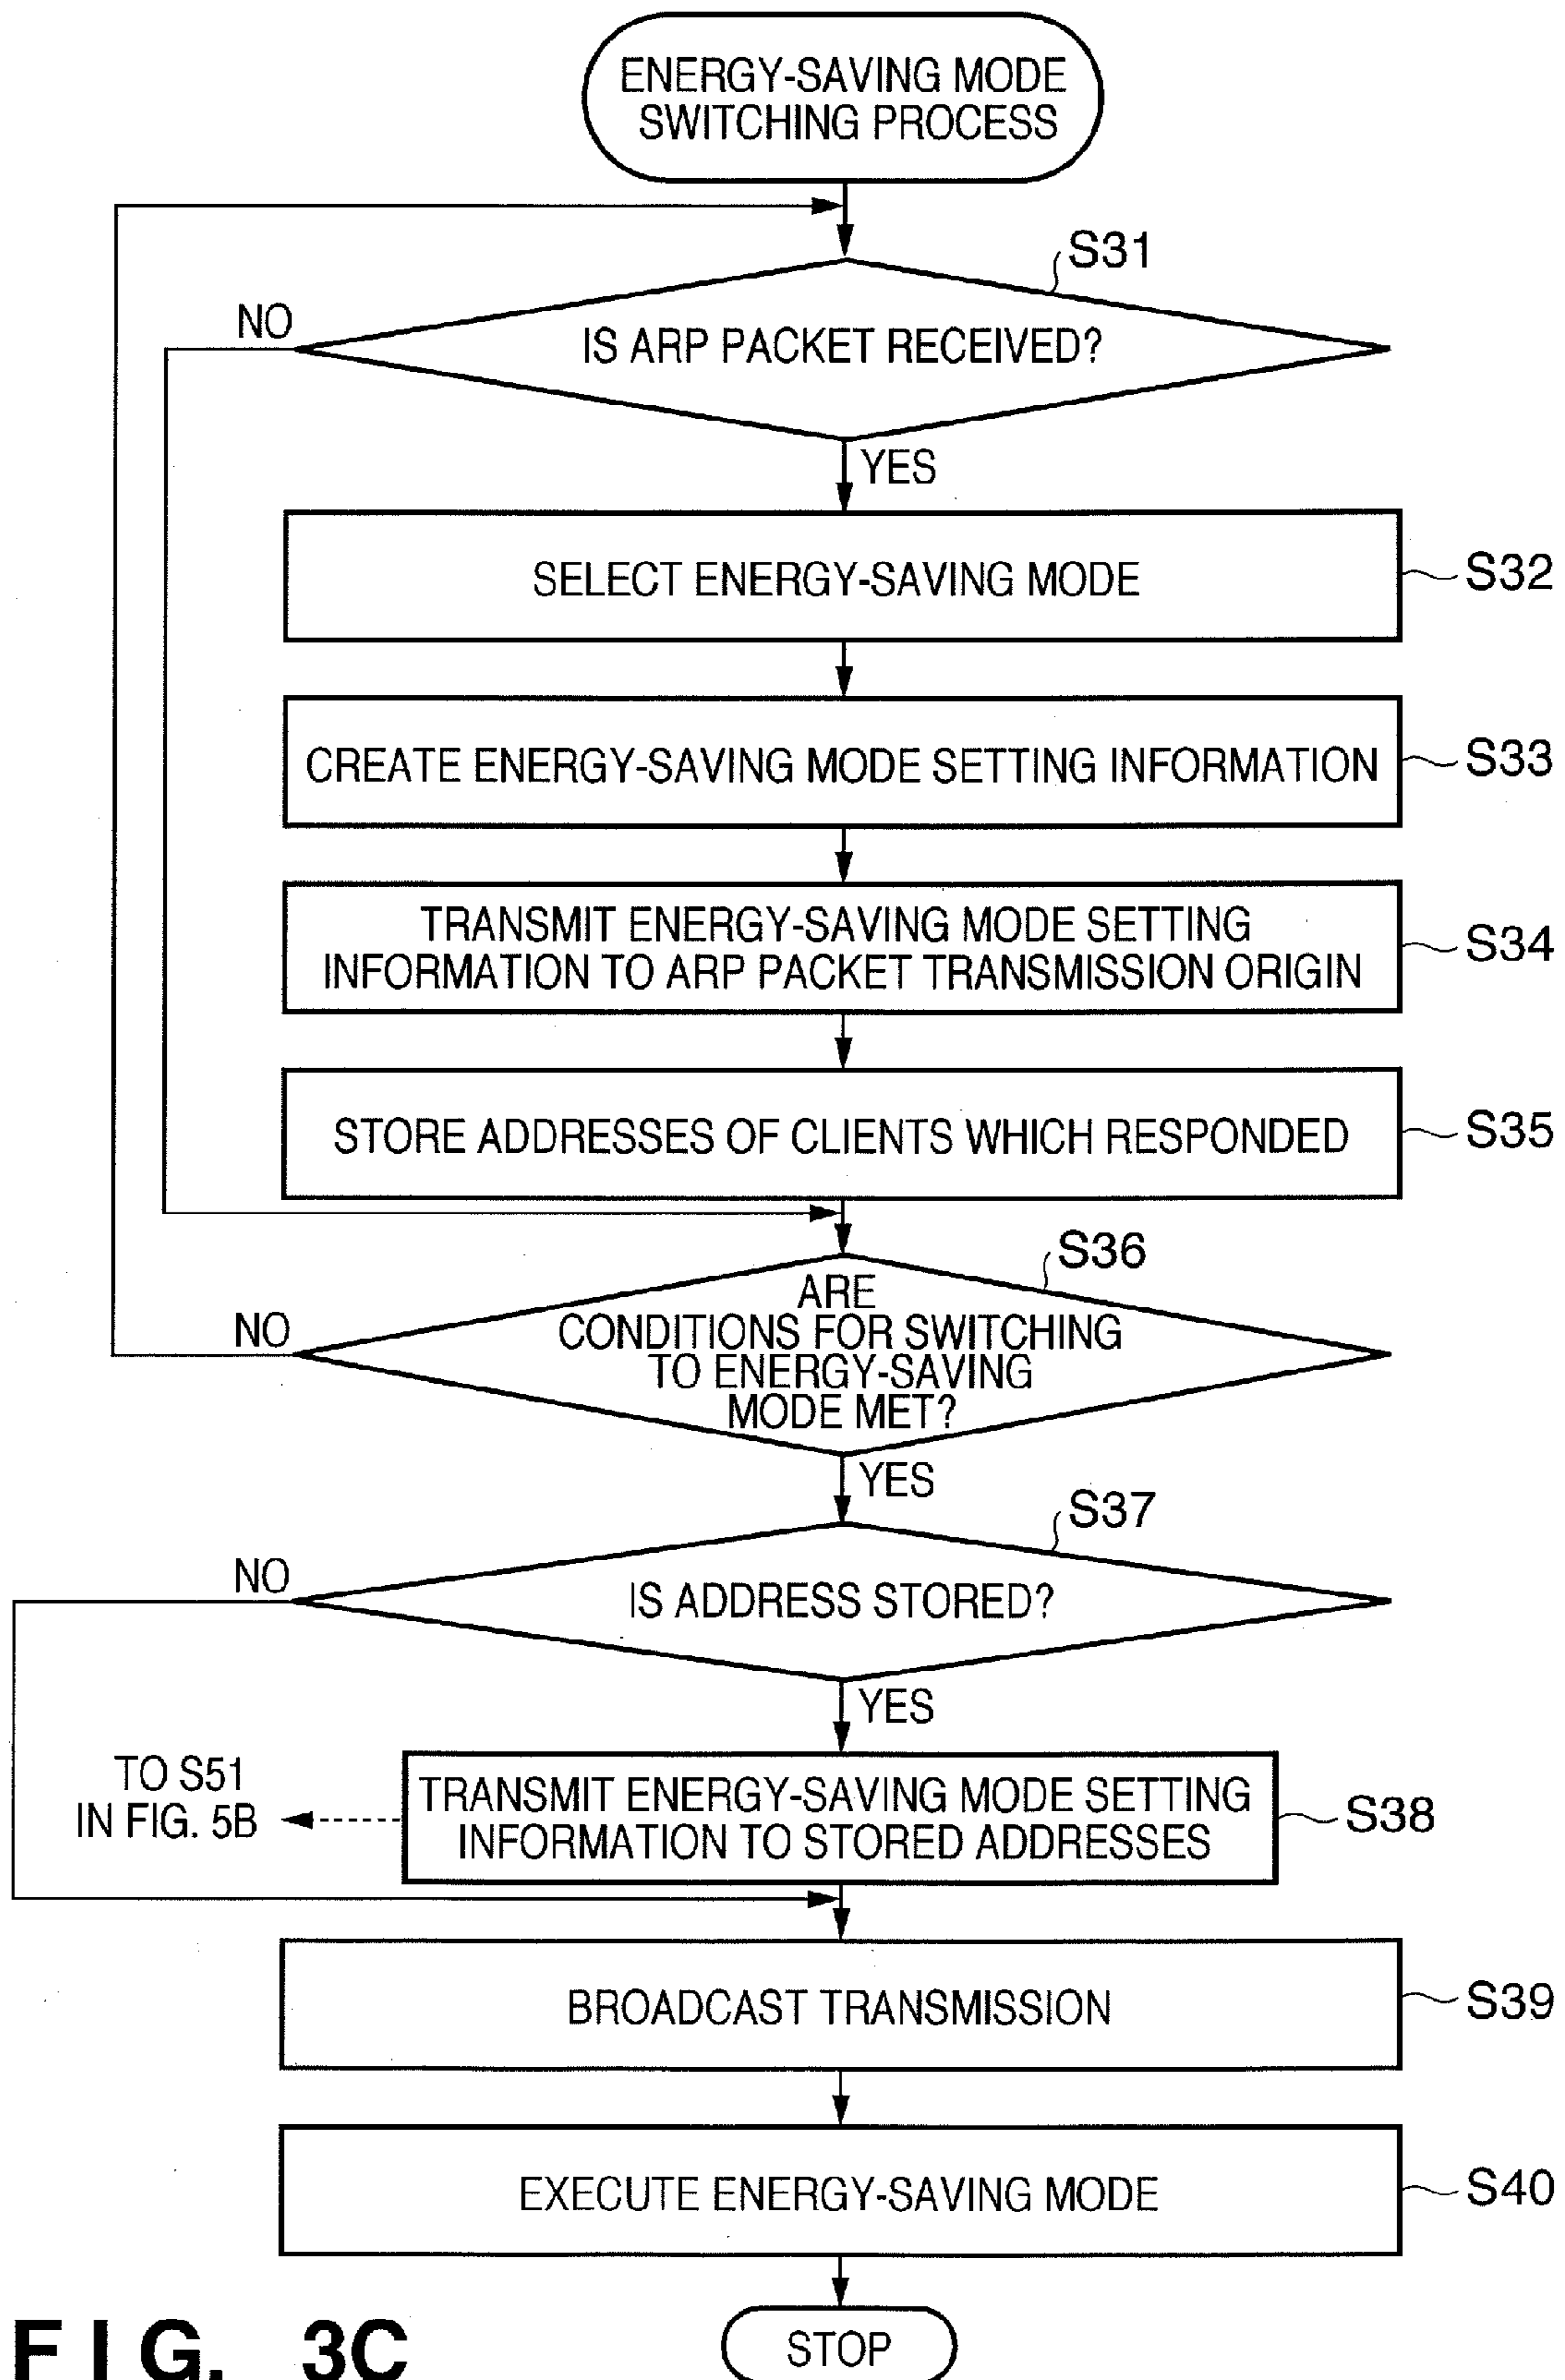 ENERGY-SAVING MODE
SWITCHING PROCESS
S31
NO
IS ARP PACKET RECEIVED?
YES
SELECT ENERGY-SAVING MODE
S32
CREATE ENERGY-SAVING MODE SETTING INFORMATION
S33
TRANSMIT ENERGY-SAVING MODE SETTING
INFORMATION TO ARP PACKET TRANSMISSION ORIGIN
S34
STORE ADDRESSES OF CLIENTS WHICH RESPONDED
S35
S36
NO
ARE
CONDITIONS FOR SWITCHING
TO ENERGY-SAVING
MODE MET?
YES
S37
NO
IS ADDRESS STORED?
YES
TO S51
IN FIG. 5B
TRANSMIT ENERGY-SAVING MODE SETTING
INFORMATION TO STORED ADDRESSES
S38
BROADCAST TRANSMISSION
S39
EXECUTE ENERGY-SAVING MODE
S40
STOP
FIG. 3C